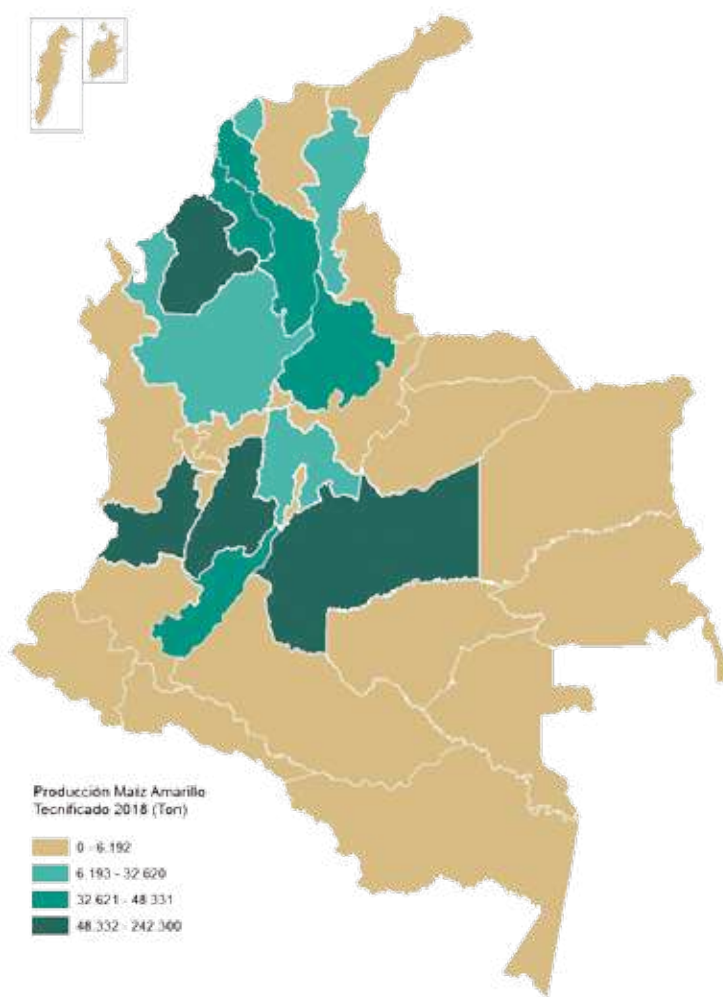 Producción Maíz Amarillo
Tecnificado 2018 (Ton)
0 - 6.192
6.193 - 32.620
32.621 - 48.331
48.332 - 242.300